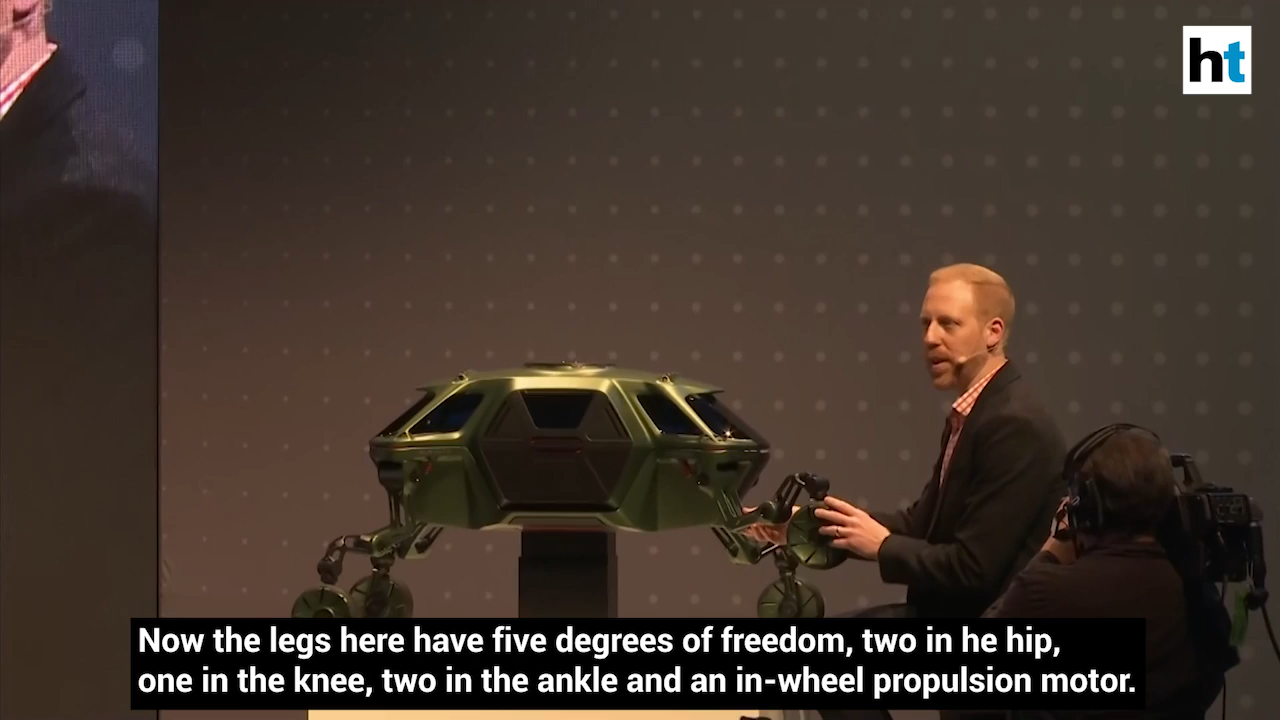 ht
Now the legs here have five degrees of freedom, two in he hip,
one in the knee, two in the ankle and an in-wheel propulsion motor.